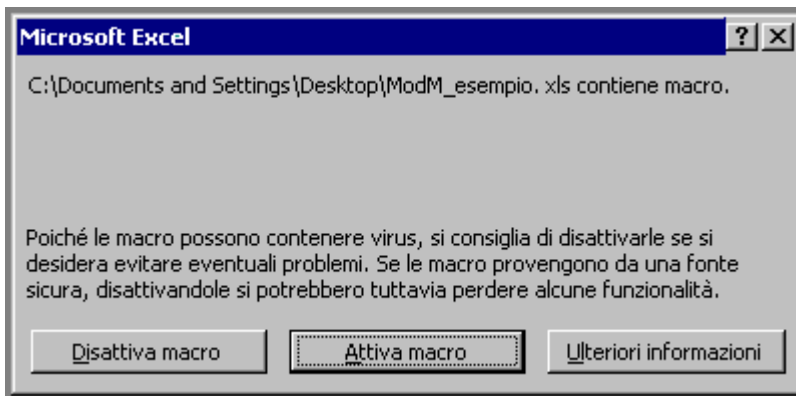 Microsoft Excel
C:\Documents and Settings\Desktop\ModM_esempio. xls contiene macro.
Poiché le macro possono contenere virus, si consiglia di disattivarle se si
desidera evitare eventuali problemi. Se le macro provengono da una fonte
sicura, disattivandole si potrebbero tuttavia perdere alcune funzionalità.
Disattiva macro Attiva macro Ulteriori informazioni